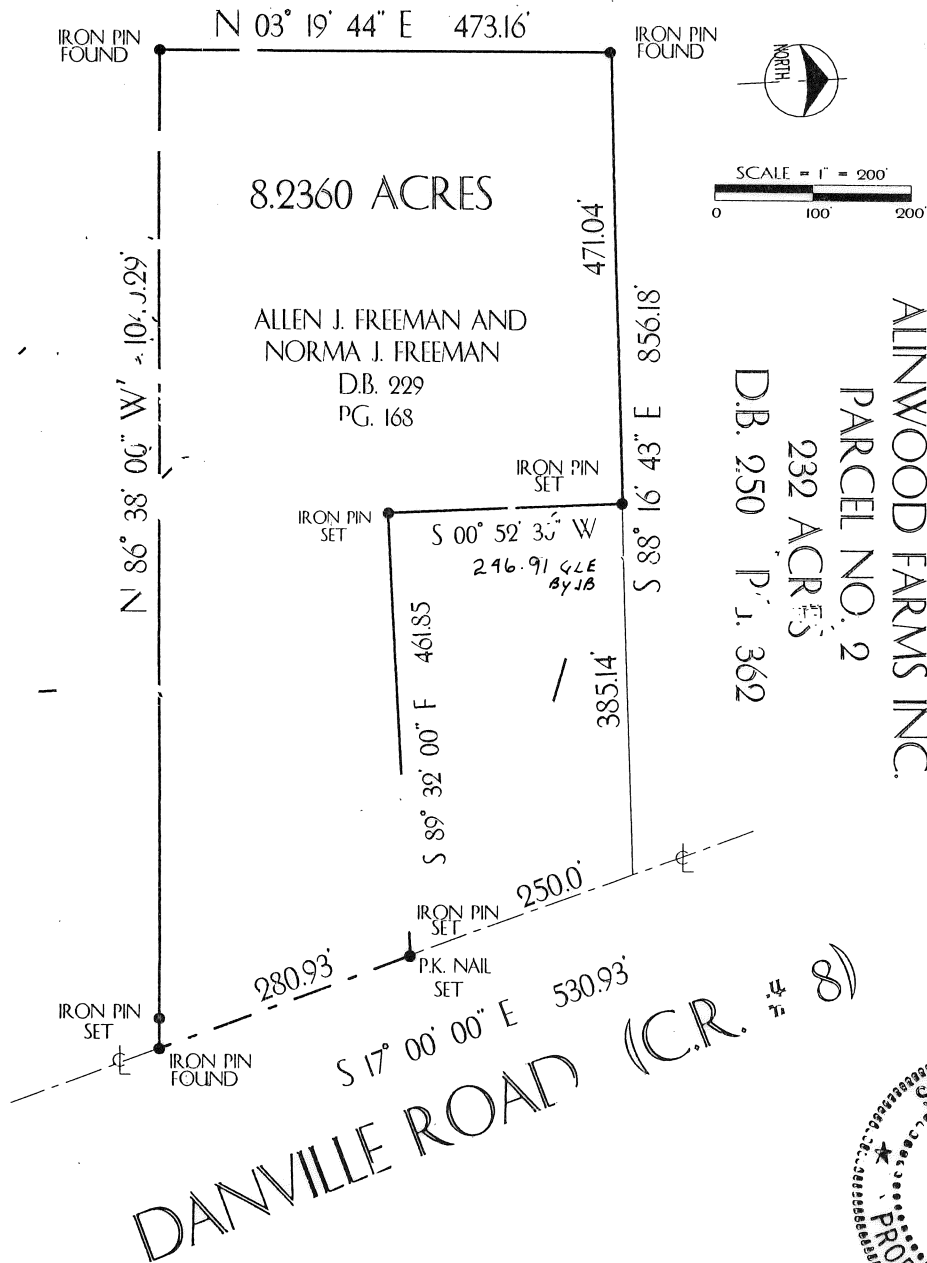 N 03° 19' 44" E 473.16'
IRON PIN
FOUND
IRON PIN
FOUND
NORTH
SCALE = 1" = 200'
0 100' 200'
8.2360 ACRES
471.04'
856.18'
S 88° 16' 43" E
ALLEN J. FREEMAN AND
NORMA J. FREEMAN
D.B. 229
PG. 168
N 86° 38' 00" W
ALINWOOD FARMS INC.
PARCEL NO. 2
232 ACRES
D.B. 250 362
IRON PIN
SET
IRON PIN
SET
S 00° 52' W
246.91
BY JB
S 89° 32' 00" E 461.85
385.14'
250.0'
IRON PIN
SET
P.K. NAIL
SET
280.93'
S 17° 00' 00" E 530.93'
IRON PIN
SET
IRON PIN
FOUND
DANVILLE ROAD (C.R. # 8)